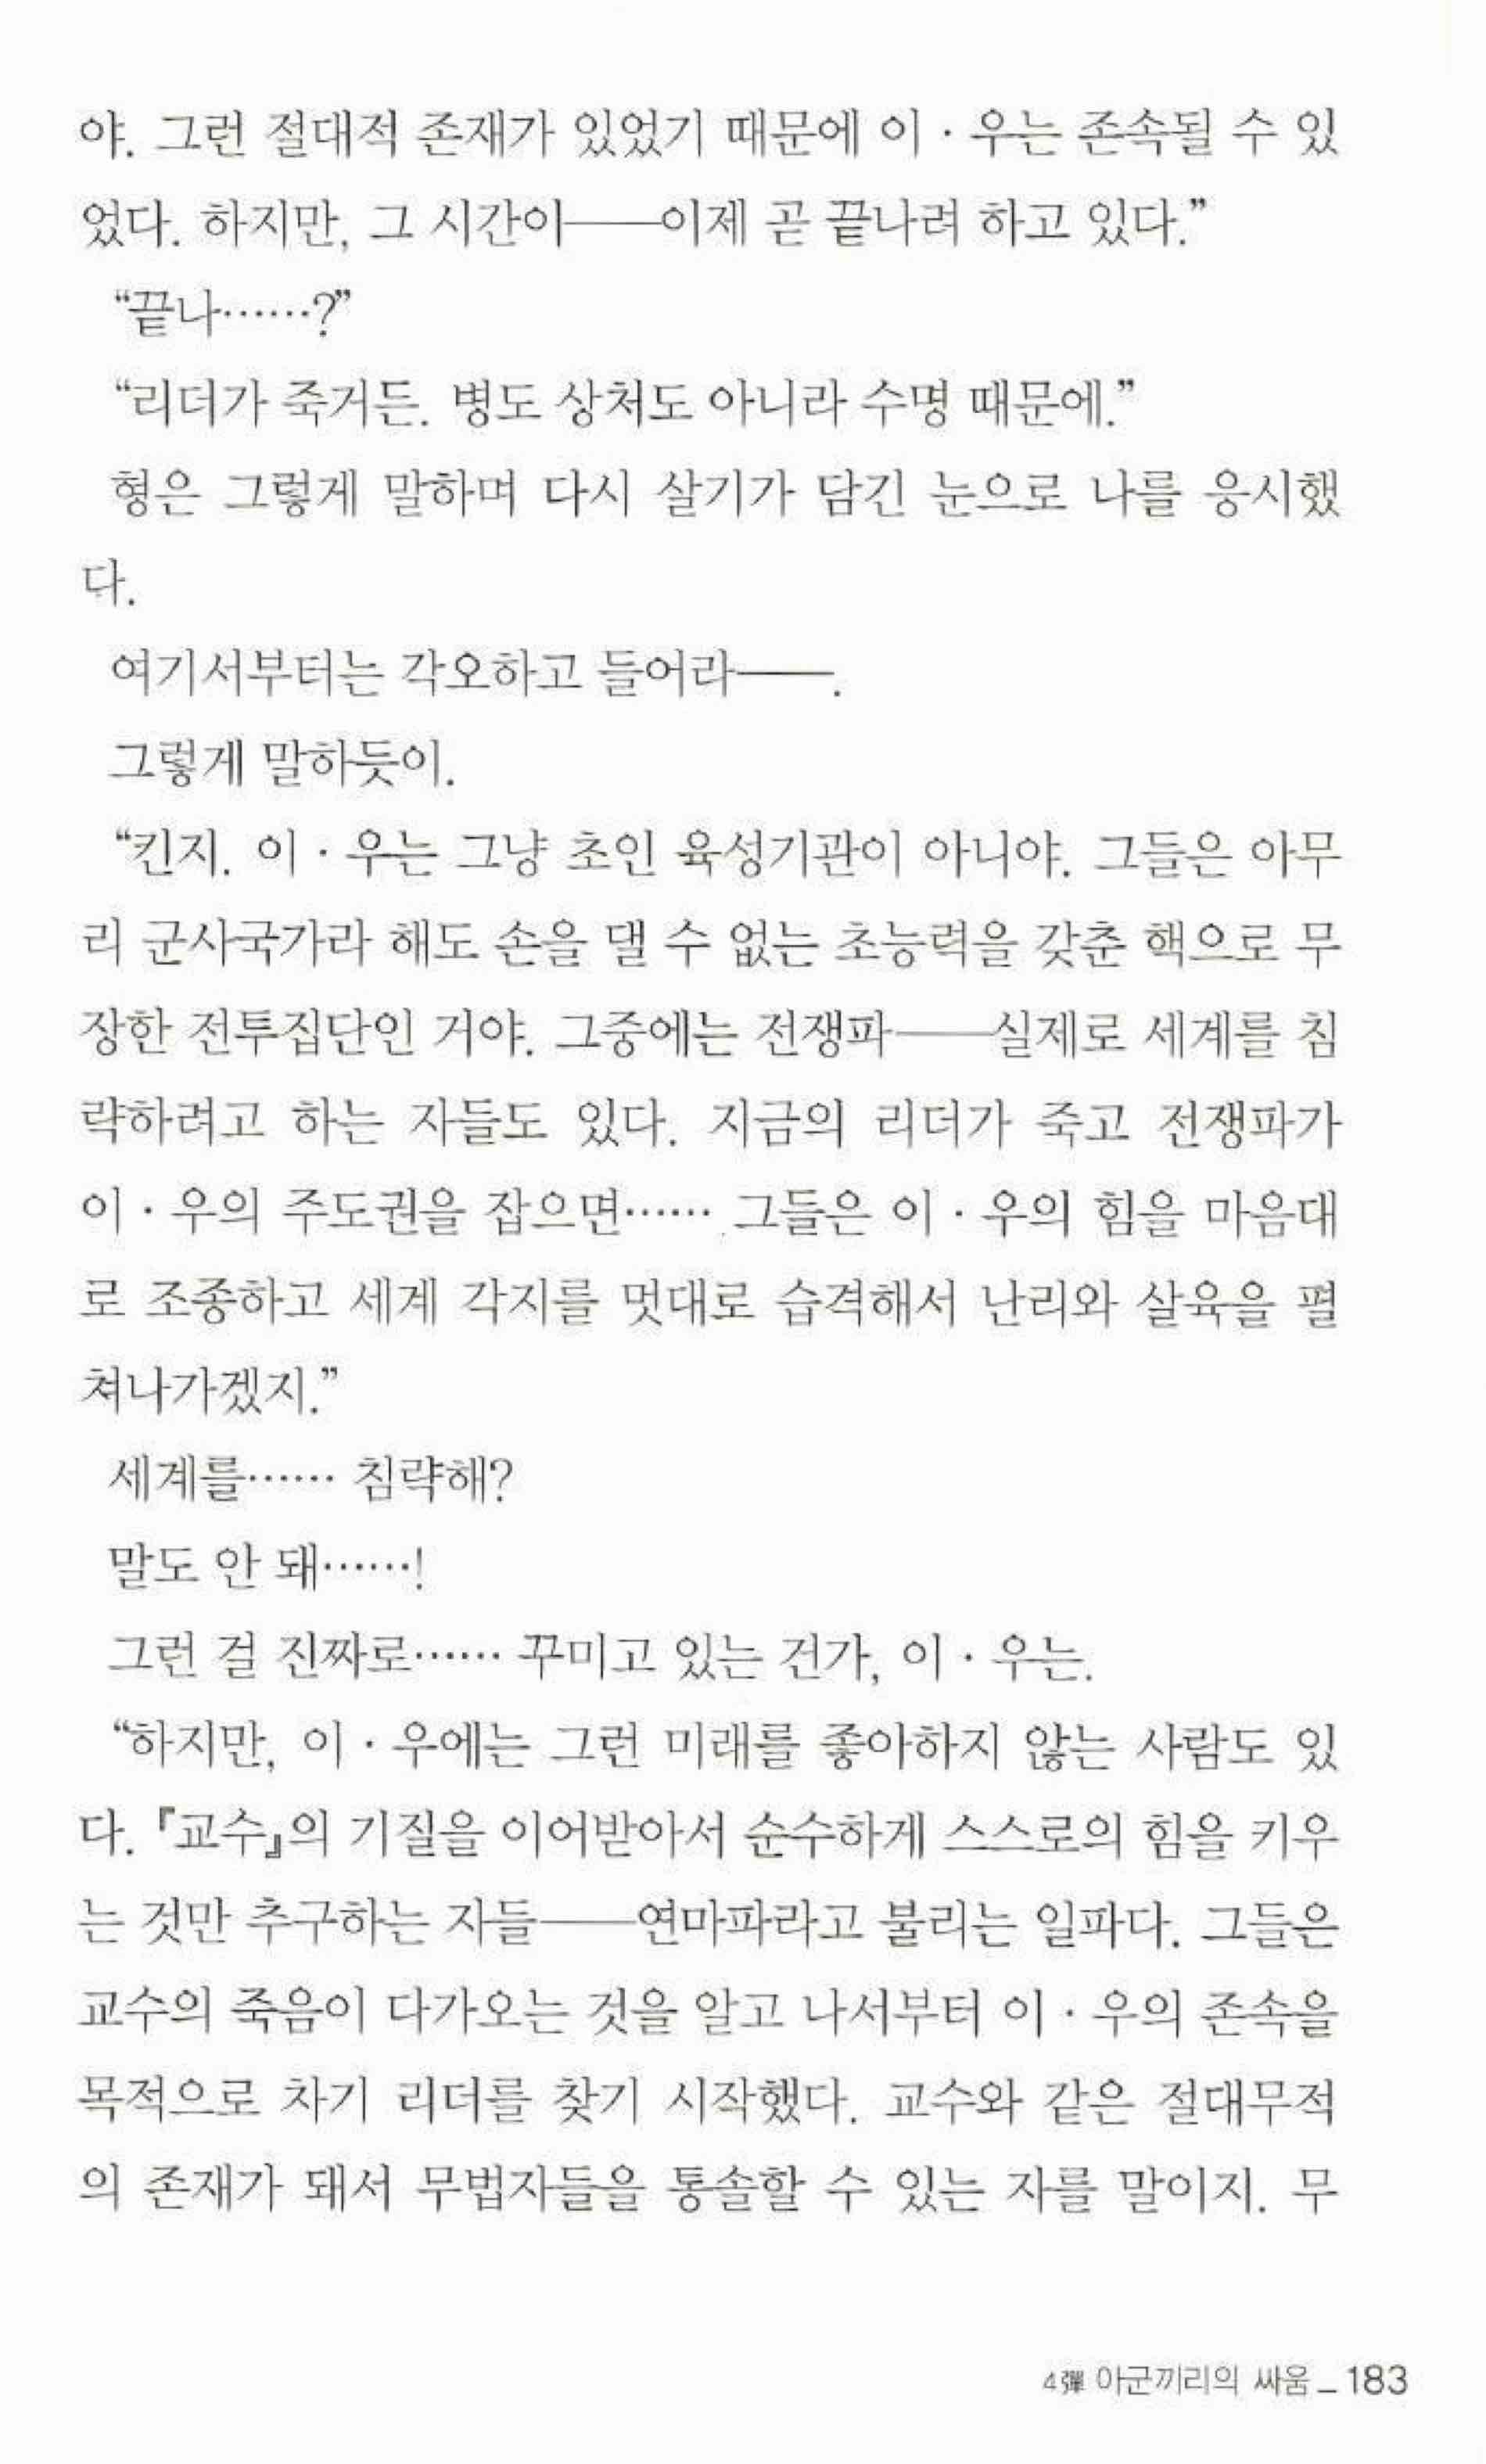 야. 그런 절대적 존재가 있었기 때문에 이 · 우는 존속될 수 있
었다. 하지만, 그 시간이——이제 곧 끝나려 하고 있다.”
“끝나……?”
“리더가 죽거든. 병도 상처도 아니라 수명 때문에.”
형은 그렇게 말하며 다시 살기가 담긴 눈으로 나를 응시했
다.
여기서부터는 각오하고 들어라——.
그렇게 말하듯이.
“킨지. 이 · 우는 그냥 초인 육성기관이 아니야. 그들은 아무
리 군사국가라 해도 손을 댈 수 없는 초능력을 갖춘 핵으로 무
장한 전투집단인 거야. 그중에는 전쟁파——실제로 세계를 침
략하려고 하는 자들도 있다. 지금의 리더가 죽고 전쟁파가
이 · 우의 주도권을 잡으면…… 그들은 이 · 우의 힘을 마음대
로 조종하고 세계 각지를 멋대로 습격해서 난리와 살육을 펼
쳐나가겠지.”
세계를…… 침략해?
말도 안 돼……!
그런 걸 진짜로…… 꾸미고 있는 건가, 이 · 우는.
“하지만, 이 · 우에는 그런 미래를 좋아하지 않는 사람도 있
다. 『교수』의 기질을 이어받아서 순수하게 스스로의 힘을 키우
는 것만 추구하는 자들——연마파라고 불리는 일파다. 그들은
교수의 죽음이 다가오는 것을 알고 나서부터 이 · 우의 존속을
목적으로 차기 리더를 찾기 시작했다. 교수와 같은 절대무적
의 존재가 돼서 무법자들을 통솔할 수 있는 자를 말이지. 무
4彈 아군끼리의 싸움 _ 183